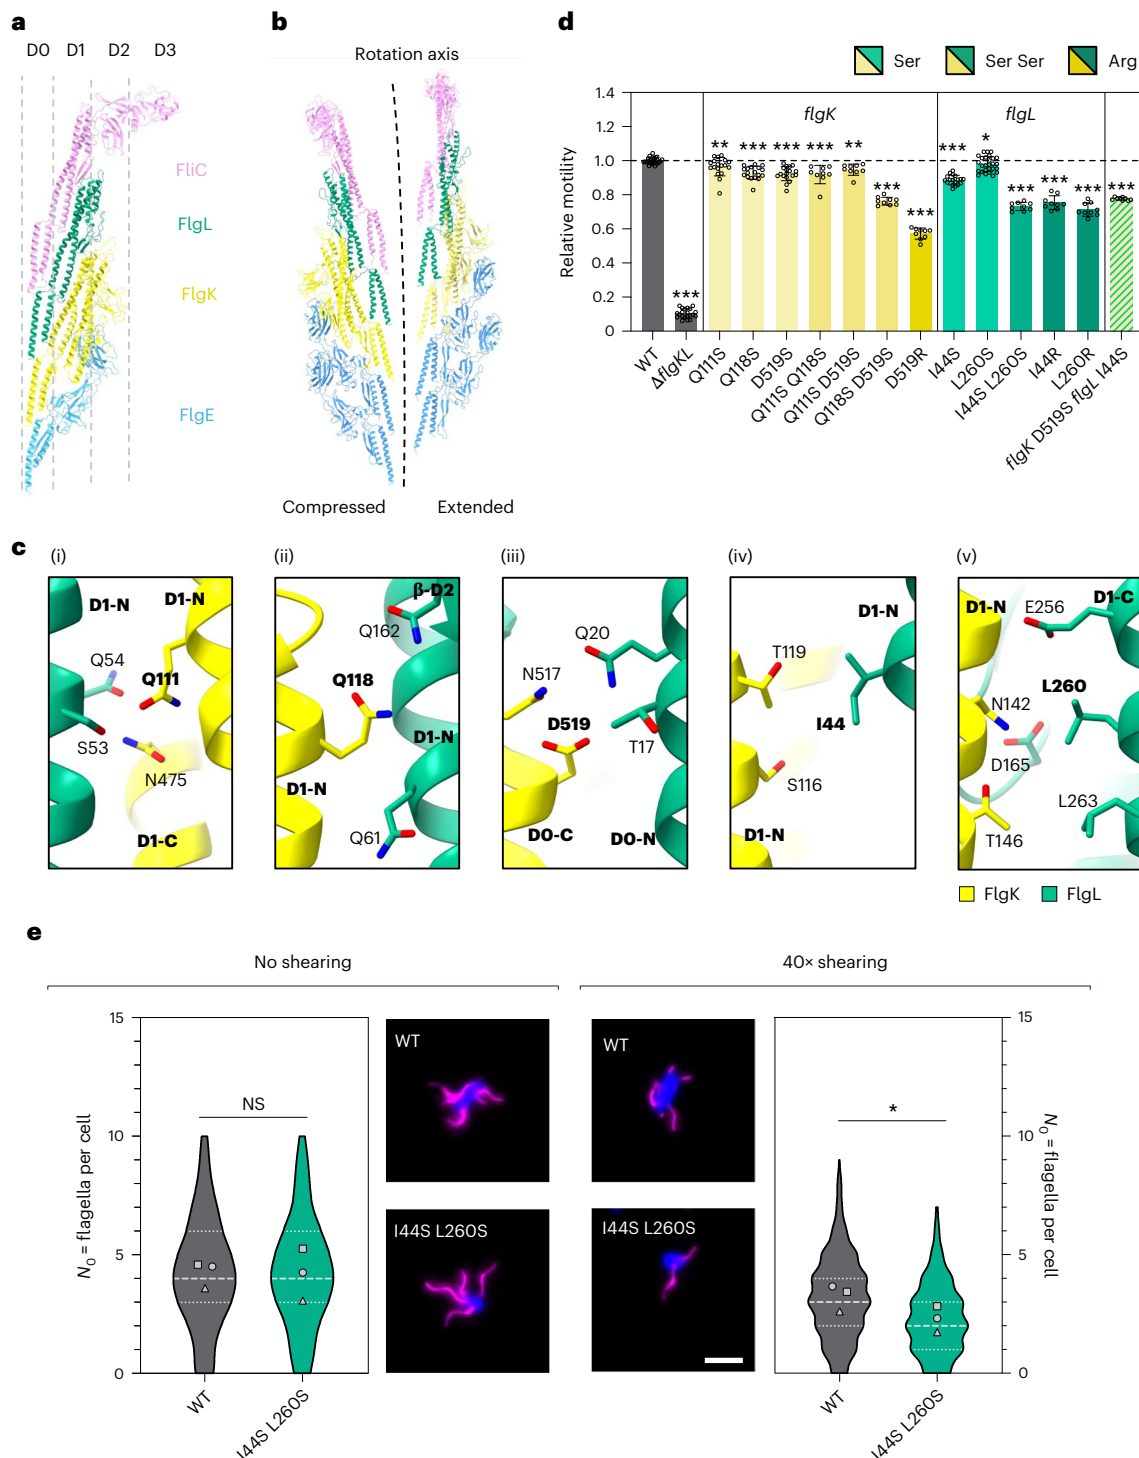 a
D0 D1 D2 D3
FliC
FlgL
FlgK
FlgE
b
Rotation axis
Compressed
Extended
d
Ser
Ser Ser
Arg
flgK
flgL
Relative motility
1.4
1.2
1.0
0.8
0.6
0.4
0.2
0
***
**
***
***
***
**
***
***
***
*
***
***
***
***
WT
ΔflgKL
Q111S
Q118S
D519S
Q111S Q118S
Q111S D519S
Q118S D519S
D519R
I44S
L260S
I44S L260S
I44R
L260R
flgK D519S flgL I44S
c
(i)
D1-N
D1-N
Q54
Q111
S53
N475
D1-C
(ii)
β-D2
Q162
Q118
D1-N
D1-N
Q61
(iii)
Q20
N517
D519
T17
D0-C
D0-N
(iv)
D1-N
T119
I44
S116
D1-N
(v)
D1-N
E256
D1-C
L260
N142
D165
L263
T146
FlgK
FlgL
e
No shearing
40× shearing
N0 = flagella per cell
15
10
5
0
NS
WT
I44S L260S
WT
I44S L260S
WT
I44S L260S
*
15
10
5
0
N0 = flagella per cell
WT
I44S L260S